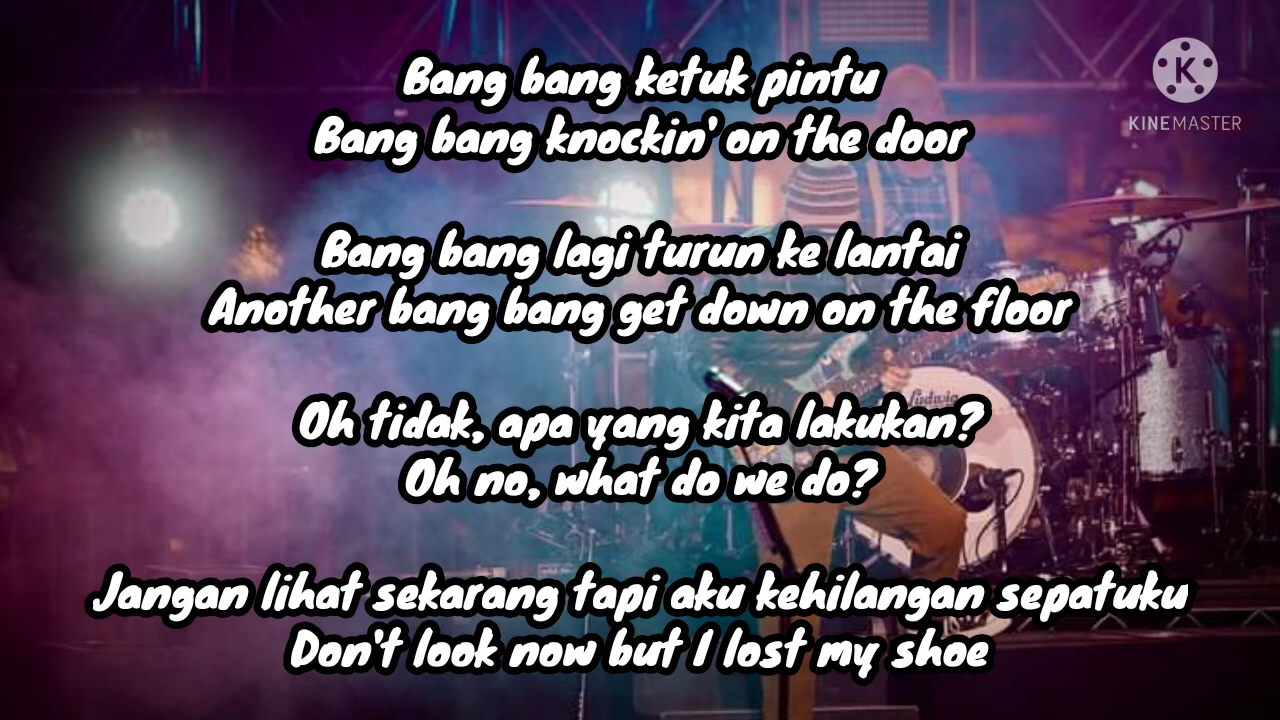 Bang bang ketuk pintu
Bang bang knockin' on the door
Bang bang lagi turun ke lantai
Another bang bang get down on the floor
Oh tidak, apa yang kita lakukan?
Oh no, what do we do?
Jangan lihat sekarang tapi aku kehilangan sepatuku
Don't look now but I lost my shoe
K
KINEMASTER
Ludwig